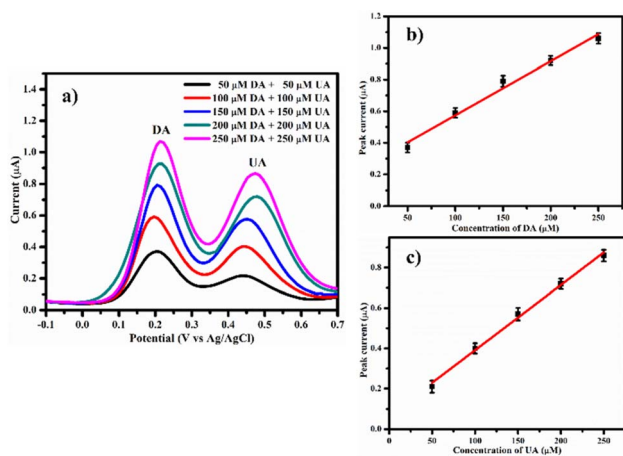 a)
50 µM DA + 50 µM UA
100 µM DA + 100 µM UA
150 µM DA + 150 µM UA
200 µM DA + 200 µM UA
250 µM DA + 250 µM UA
DA
UA
Current (µA)
1.4
1.2
1.0
0.8
0.6
0.4
0.2
0.0
-0.1 0.0 0.1 0.2 0.3 0.4 0.5 0.6 0.7
Potential (V vs Ag/AgCl)
b)
Peak current (µA)
1.2
1.0
0.8
0.6
0.4
0.2
0.0
50 100 150 200 250
Concentration of DA (µM)
c)
Peak current (µA)
0.8
0.6
0.4
0.2
0.0
0 50 100 150 200 250
Concentration of UA (µM)